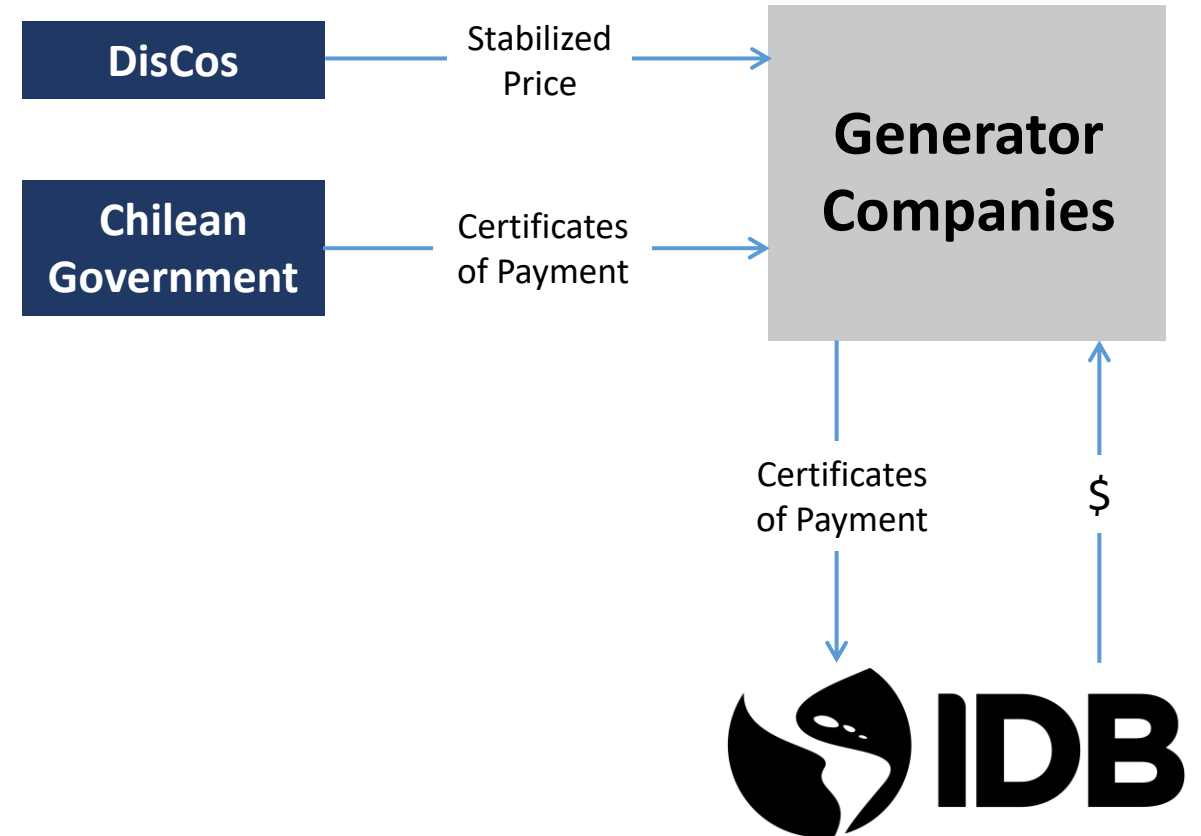 DisCos
Stabilized
Price
Generator
Companies
Chilean
Government
Certificates
of Payment
Certificates
of Payment
$
IDB